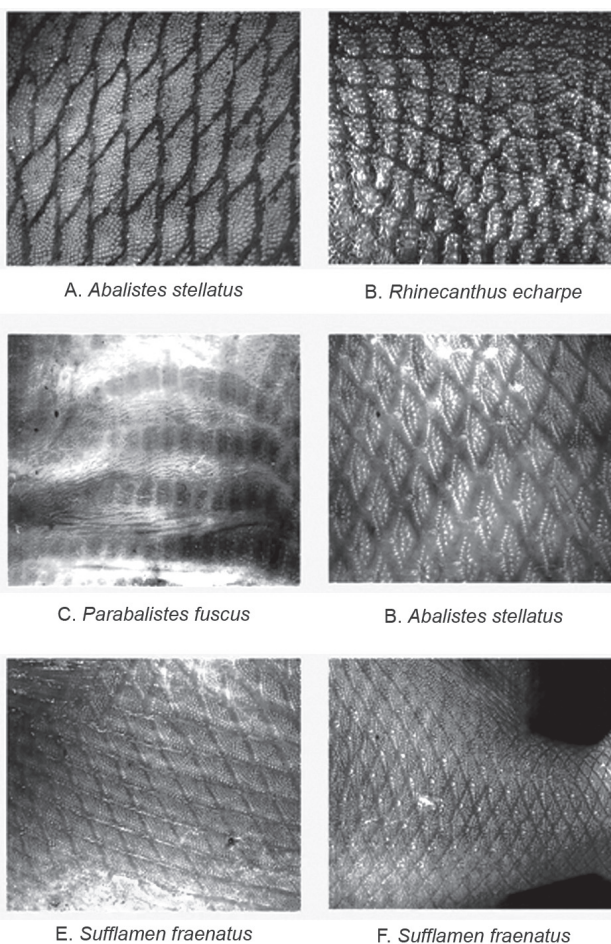 A. Abalistes stellatus
B. Rhinecanthus echarpe
C. Parabalistes fuscus
B. Abalistes stellatus
E. Sufflamen fraenatus
F. Sufflamen fraenatus